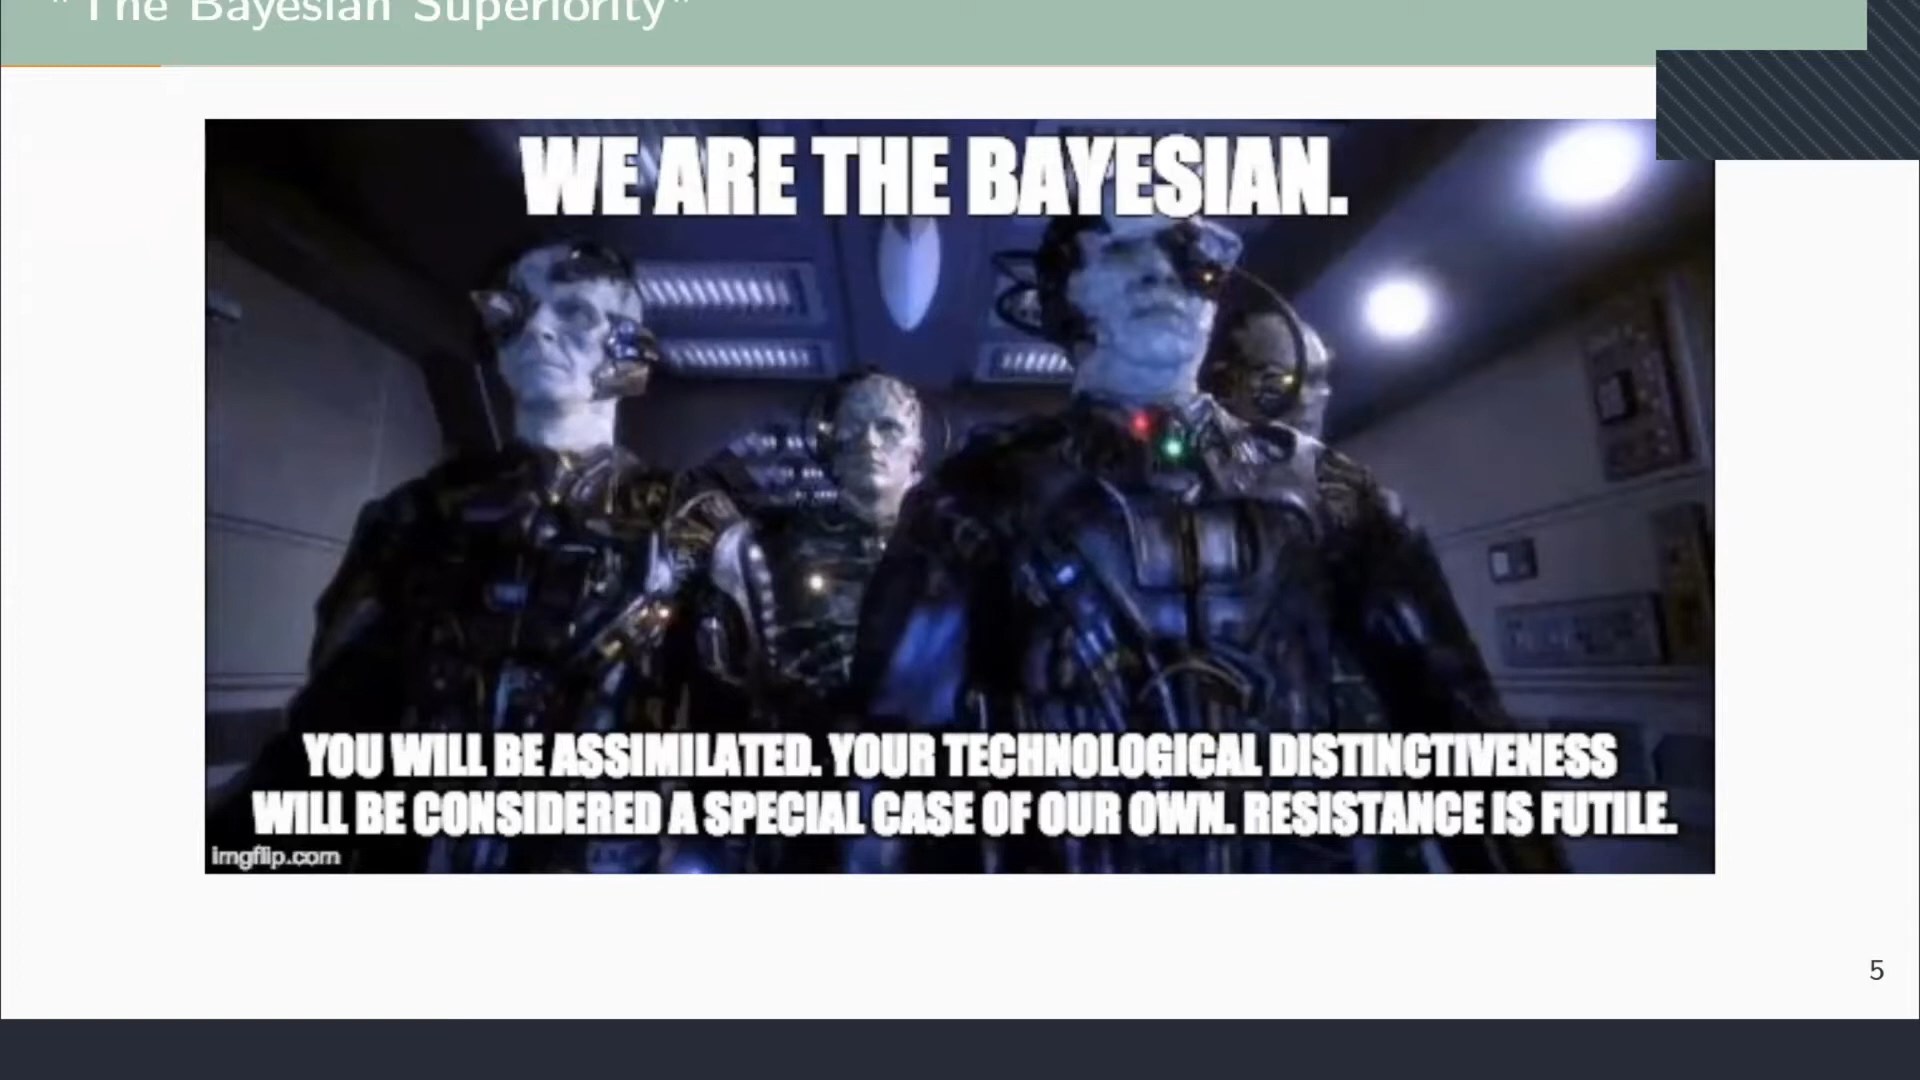 "The Bayesian Superiority"
WE ARE THE BAYESIAN.
YOU WILL BE ASSIMILATED. YOUR TECHNOLOGICAL DISTINCTIVENESS
WILL BE CONSIDERED A SPECIAL CASE OF OUR OWN. RESISTANCE IS FUTILE.
imgflip.com
5